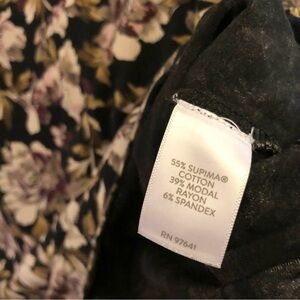 55% SUPIMA®
COTTON
39% MODAL
RAYON
6% SPANDEX
RN 97641